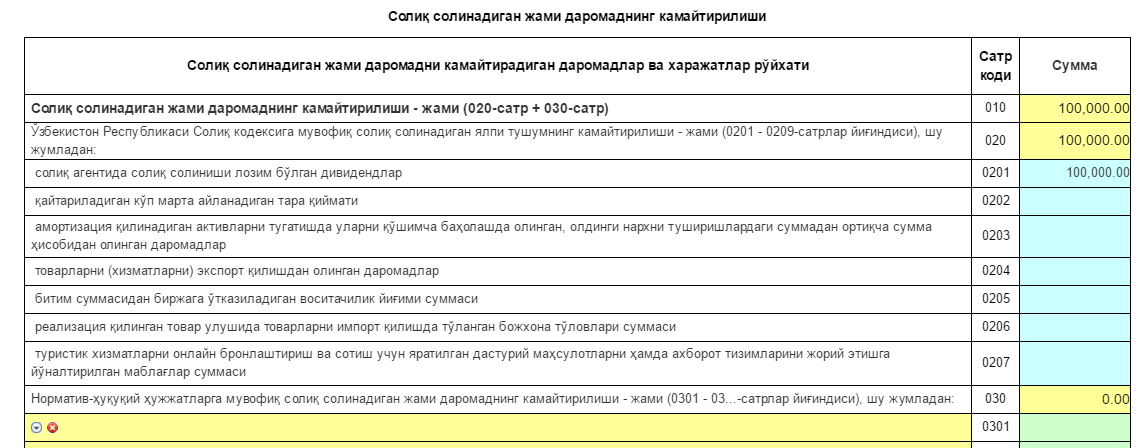 Солиқ солинадиган жами даромаднинг камайтирилиши
Солиқ солинадиган жами даромадни камайтирадиган даромадлар ва харажатлар рўйхати
Сатр
коди
Сумма
Солиқ солинадиган жами даромаднинг камайтирилиши - жами (020-сатр + 030-сатр)
010
100,000.00
Ўзбекистон Республикаси Солиқ кодексига мувофиқ солиқ солинадиган ялпи тушумнинг камайтирилиши - жами (0201 - 0209-сатрлар йиғиндиси), шу
жумладан:
020
100,000.00
солиқ агентида солиқ солиниши лозим бўлган дивидендлар
0201
100,000.00
қайтариладиган кўп марта айланадиган тара қиймати
0202
амортизация қилинадиган активларни тугатишда уларни қўшимча баҳолашда олинган, олдинги нархни туширишлардаги суммадан ортиқча сумма
ҳисобидан олинган даромадлар
0203
товарларни (хизматларни) экспорт қилишдан олинган даромадлар
0204
битим суммасидан биржага ўтказиладиган воситачилик йиғими суммаси
0205
реализация қилинган товар улушида товарларни импорт қилишда тўланган божхона тўловлари суммаси
0206
туристик хизматларни онлайн бронлаштириш ва сотиш учун яратилган дастурий маҳсулотларни ҳамда ахборот тизимларини жорий этишга
йўналтирилган маблағлар суммаси
0207
Норматив-ҳуқуқий ҳужжатларга мувофиқ солиқ солинадиган жами даромаднинг камайтирилиши - жами (0301 - 03...-сатрлар йиғиндиси), шу жумладан:
030
0.00
0301